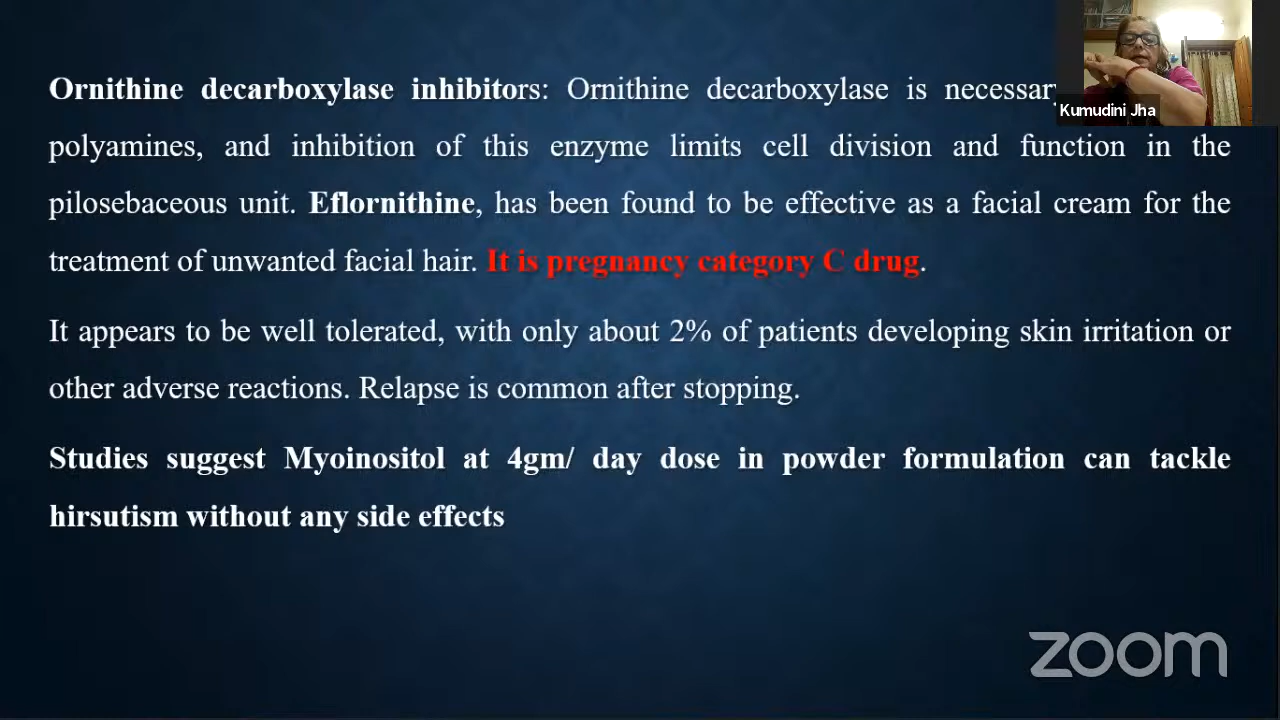 Ornithine decarboxylase inhibitors: Ornithine decarboxylase is necessary
polyamines, and inhibition of this enzyme limits cell division and function in the
pilosebaceous unit. Eflornithine, has been found to be effective as a facial cream for the
treatment of unwanted facial hair. It is pregnancy category C drug.
It appears to be well tolerated, with only about 2% of patients developing skin irritation or
other adverse reactions. Relapse is common after stopping.
Studies suggest Myoinositol at 4gm/ day dose in powder formulation can tackle
hirsutism without any side effects
Kumudini Jha
zoom